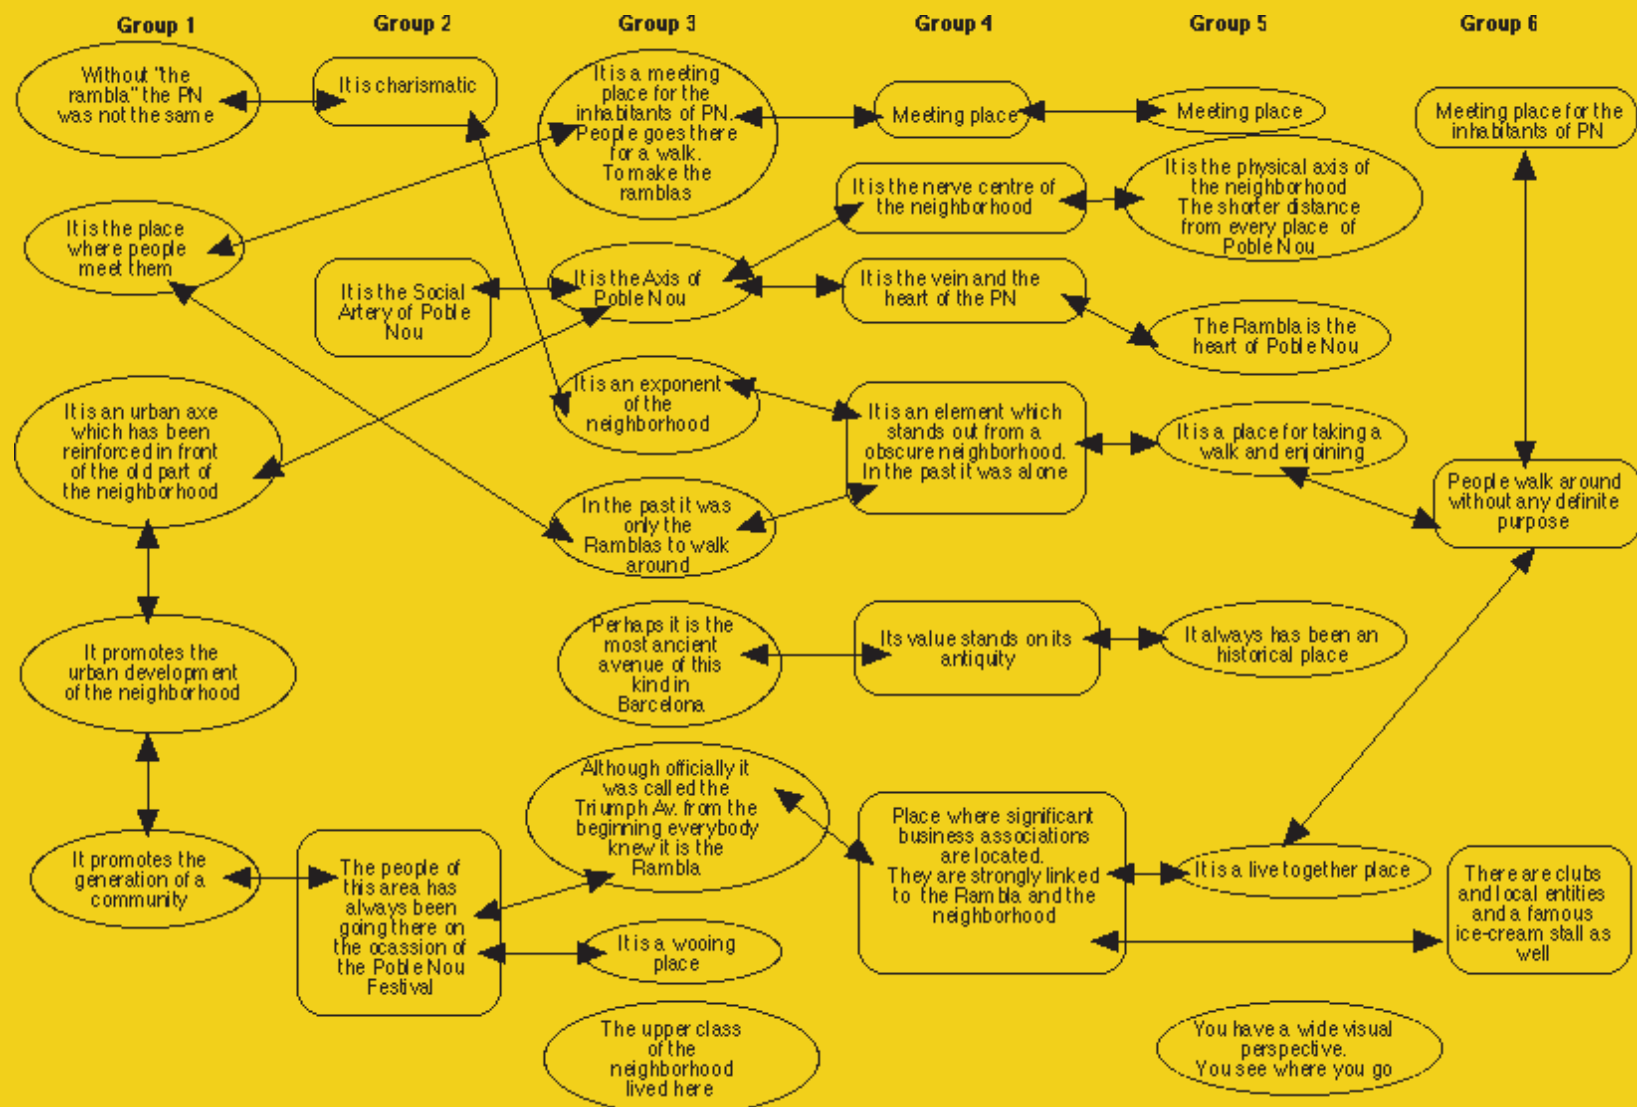 Group 1
Group 2
Group 3
Group 4
Group 5
Group 6
Without "the
rambla" the PN
was not the same
It is the place
where people
meet them
It is an urban axe
which has been
reinforced in front
of the old part of
the neighborhood
It promotes the
urban development
of the neighborhood
It promotes the
generation of a
community
It is charismatic
It is the Social
Artery of Poble
Nou
The people of
this area has
always been
going there on
the ocassion of
the Poble Nou
Festival
It is a meeting
place for the
inhabitants of PN.
People goes there
for a walk.
To make the
ramblas
It is the Axis of
Poble Nou
It is an exponent
of the
neighborhood
In the past it was
only the
Ramblas to walk
around
Perhaps it is the
most ancient
avenue of this
kind in
Barcelona
Although officially it
was called the
Triumph Av. from the
beginning everybody
knew it is the
Rambla
It is a wooing
place
The upper class
of the
neighborhood
lived here
Meeting place
It is the nerve centre of
the neighborhood
It is the vein and the
heart of the PN
It is an element which
stands out from a
obscure neighborhood.
In the past it was alone
Its value stands on its
antiquity
Place where significant
business associations
are located.
They are strongly linked
to the Rambla and the
neighborhood
Meeting place
It is the physical axis of
the neighborhood
The shorter distance
from every place of
Poble Nou
The Rambla is the
heart of Poble Nou
It is a place for taking a
walk and enjoining
It always has been an
historical place
It is a live together place
You have a wide visual
perspective.
You see where you go
Meeting place for the
inhabitants of PN
People walk around
without any definite
purpose
There are clubs
and local entities
and a famous
ice-cream stall as
well